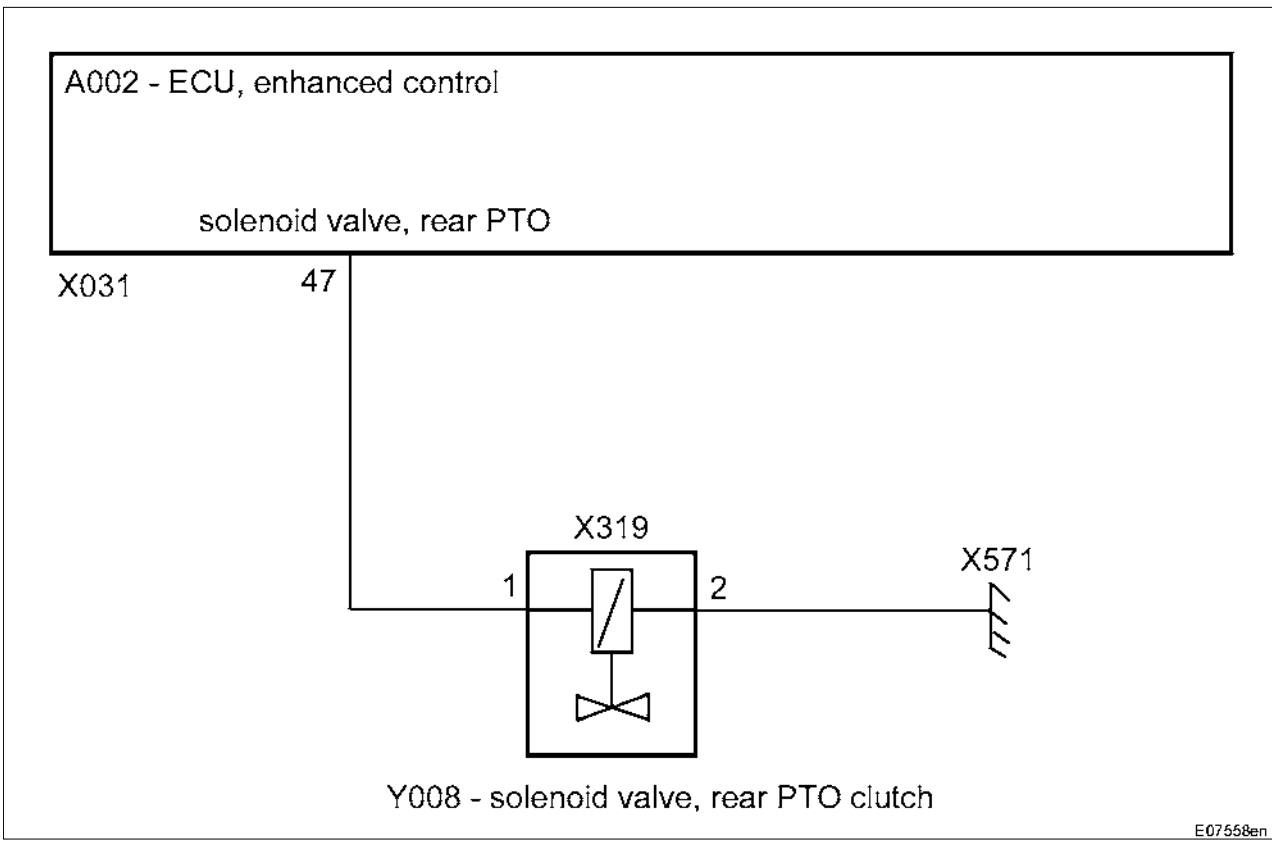 A002 - ECU, enhanced control
solenoid valve, rear PTO
X031
47
X319
X571
1
2
Y008 - solenoid valve, rear PTO clutch
E07558en